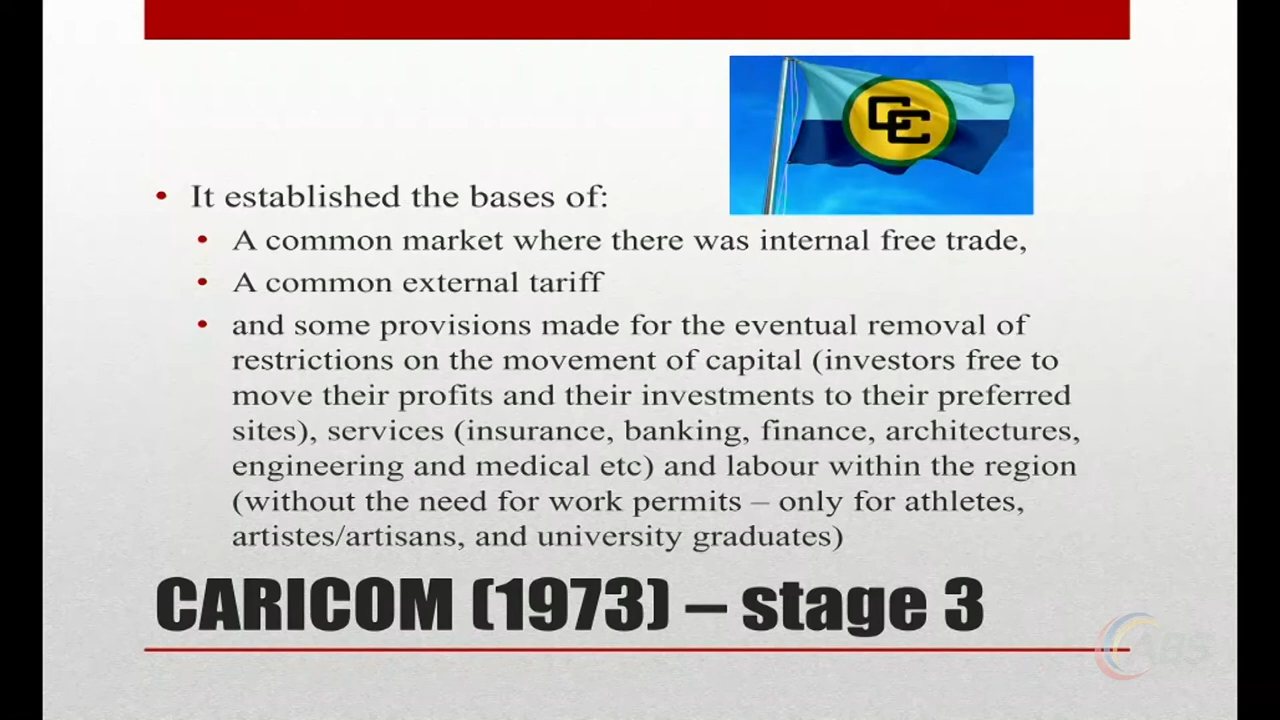 CC
• It established the bases of:
• A common market where there was internal free trade,
• A common external tariff
• and some provisions made for the eventual removal of
restrictions on the movement of capital (investors free to
move their profits and their investments to their preferred
sites), services (insurance, banking, finance, architectures,
engineering and medical etc) and labour within the region
(without the need for work permits – only for athletes,
artistes/artisans, and university graduates)
CARICOM (1973) – stage 3
ABS